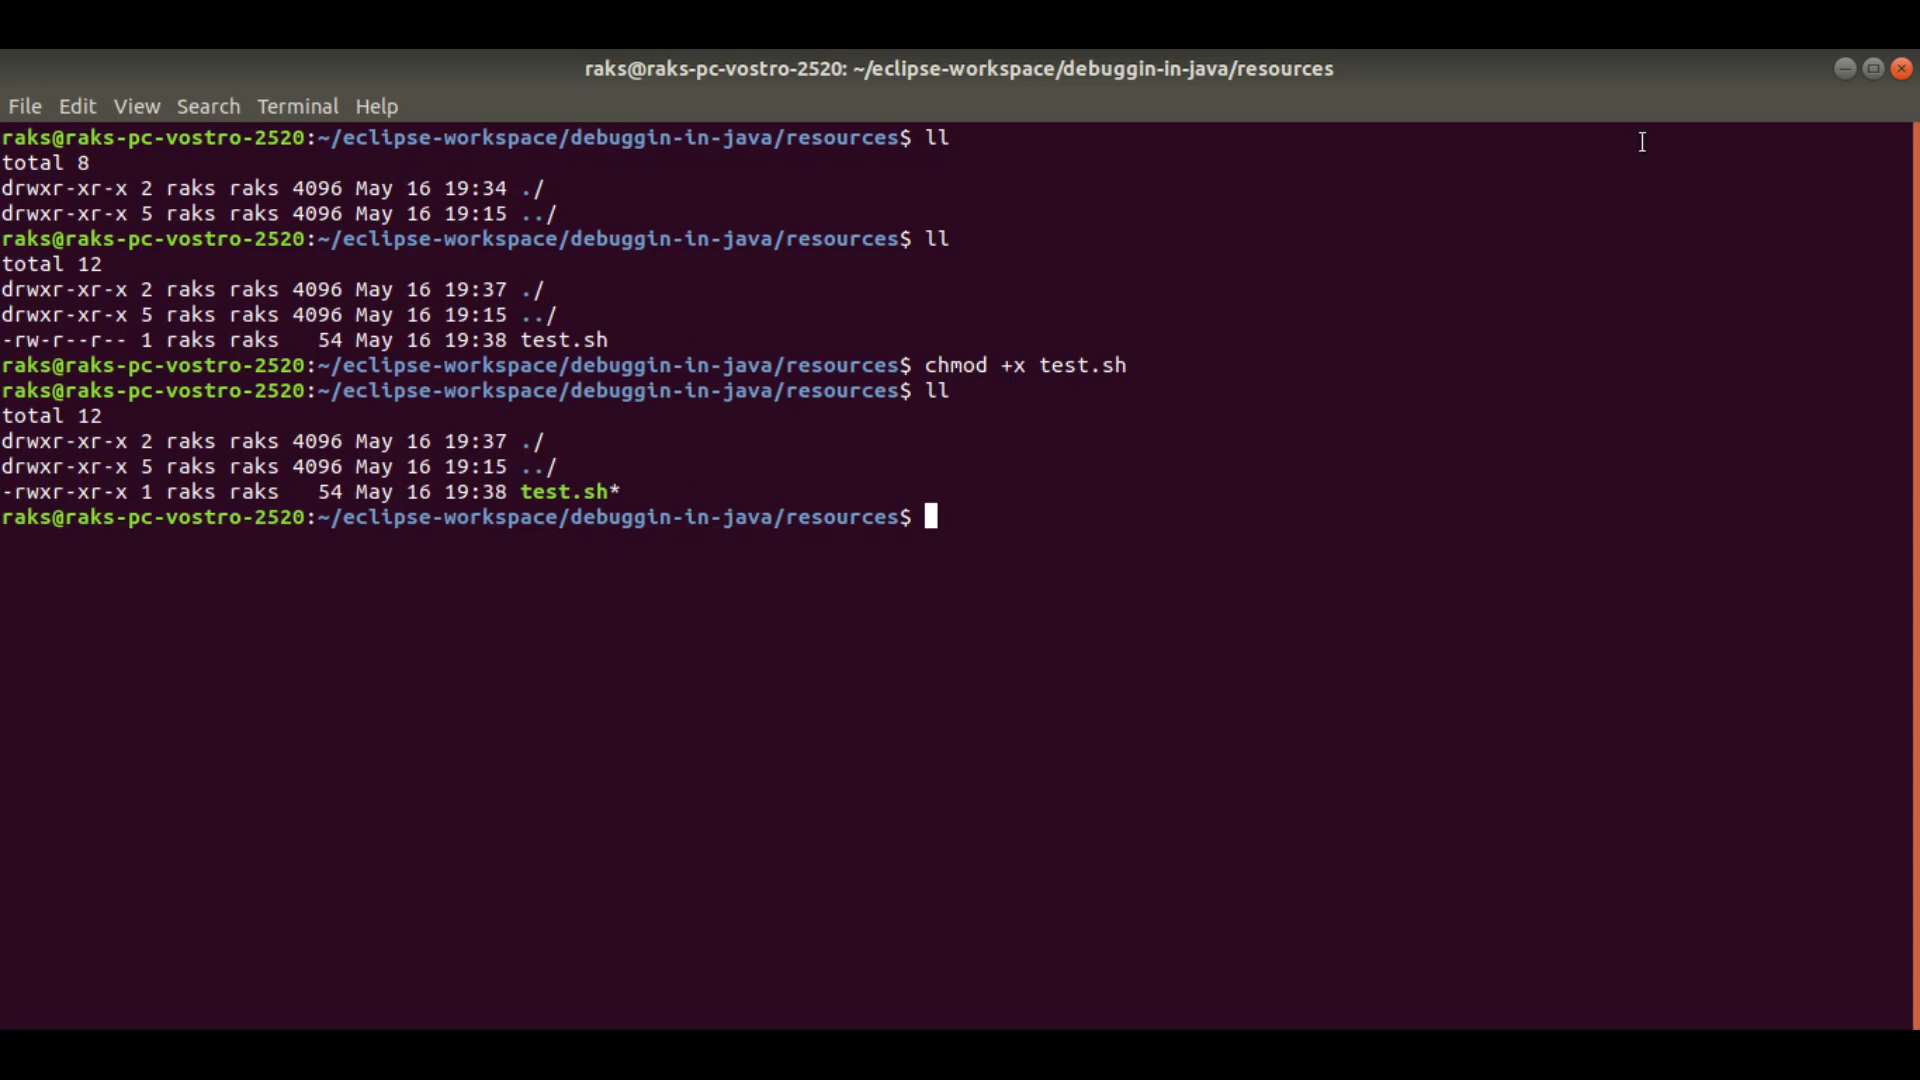 raks@raks-pc-vostro-2520: ~/eclipse-workspace/debuggin-in-java/resources
File Edit View Search Terminal Help
raks@raks-pc-vostro-2520:~/eclipse-workspace/debuggin-in-java/resources$ ll
total 8
drwxr-xr-x 2 raks raks 4096 May 16 19:34 ./
drwxr-xr-x 5 raks raks 4096 May 16 19:15 ../
raks@raks-pc-vostro-2520:~/eclipse-workspace/debuggin-in-java/resources$ ll
total 12
drwxr-xr-x 2 raks raks 4096 May 16 19:37 ./
drwxr-xr-x 5 raks raks 4096 May 16 19:15 ../
-rw-r--r-- 1 raks raks   54 May 16 19:38 test.sh
raks@raks-pc-vostro-2520:~/eclipse-workspace/debuggin-in-java/resources$ chmod +x test.sh
raks@raks-pc-vostro-2520:~/eclipse-workspace/debuggin-in-java/resources$ ll
total 12
drwxr-xr-x 2 raks raks 4096 May 16 19:37 ./
drwxr-xr-x 5 raks raks 4096 May 16 19:15 ../
-rwxr-xr-x 1 raks raks   54 May 16 19:38 test.sh*
raks@raks-pc-vostro-2520:~/eclipse-workspace/debuggin-in-java/resources$